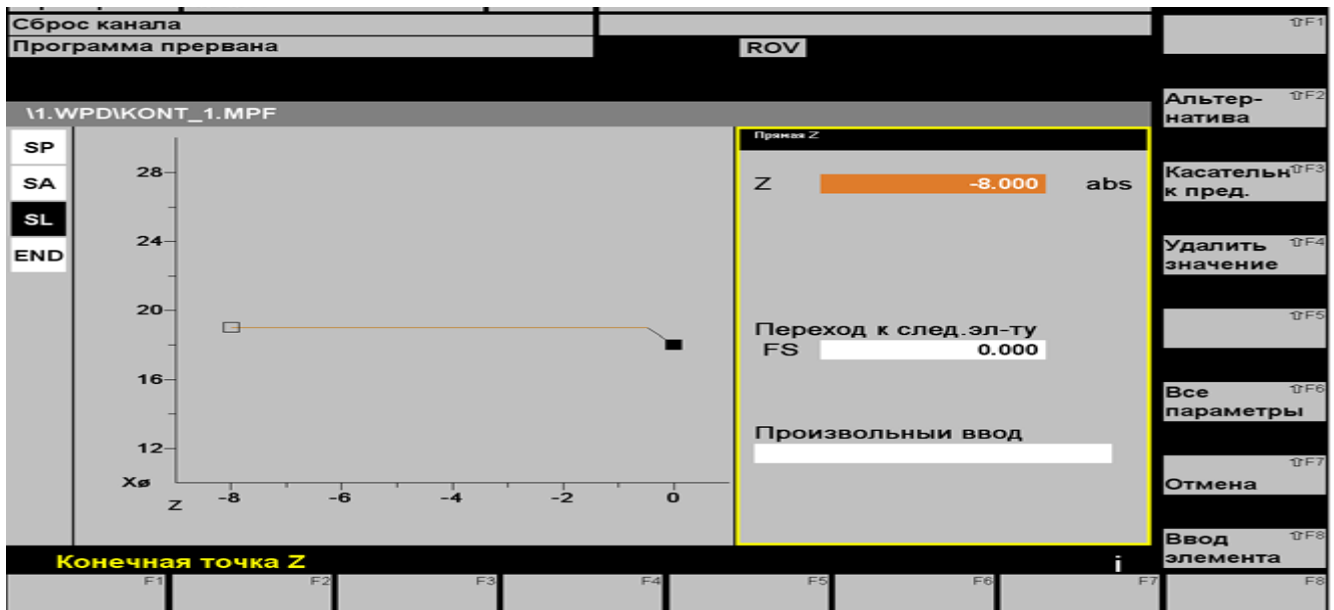 Сброс канала
⇧F1
Программа прервана
ROV
Альтер- ⇧F2
натива
\1.WPD\KONT_1.MPF
Прямая Z
SP
28
Касательн ⇧F3
к пред.
Z -8.000 abs
SA
SL
24
Удалить ⇧F4
значение
END
20
⇧F5
Переход к след.эл-ту
FS 0.000
16
Все ⇧F6
параметры
12
Произвольныи ввод
⇧F7
Отмена
XØ
Z
-8 -6 -4 -2 0
Ввод ⇧F8
элемента
Конечная точка Z
i
F1 F2 F3 F4 F5 F6 F7 F8